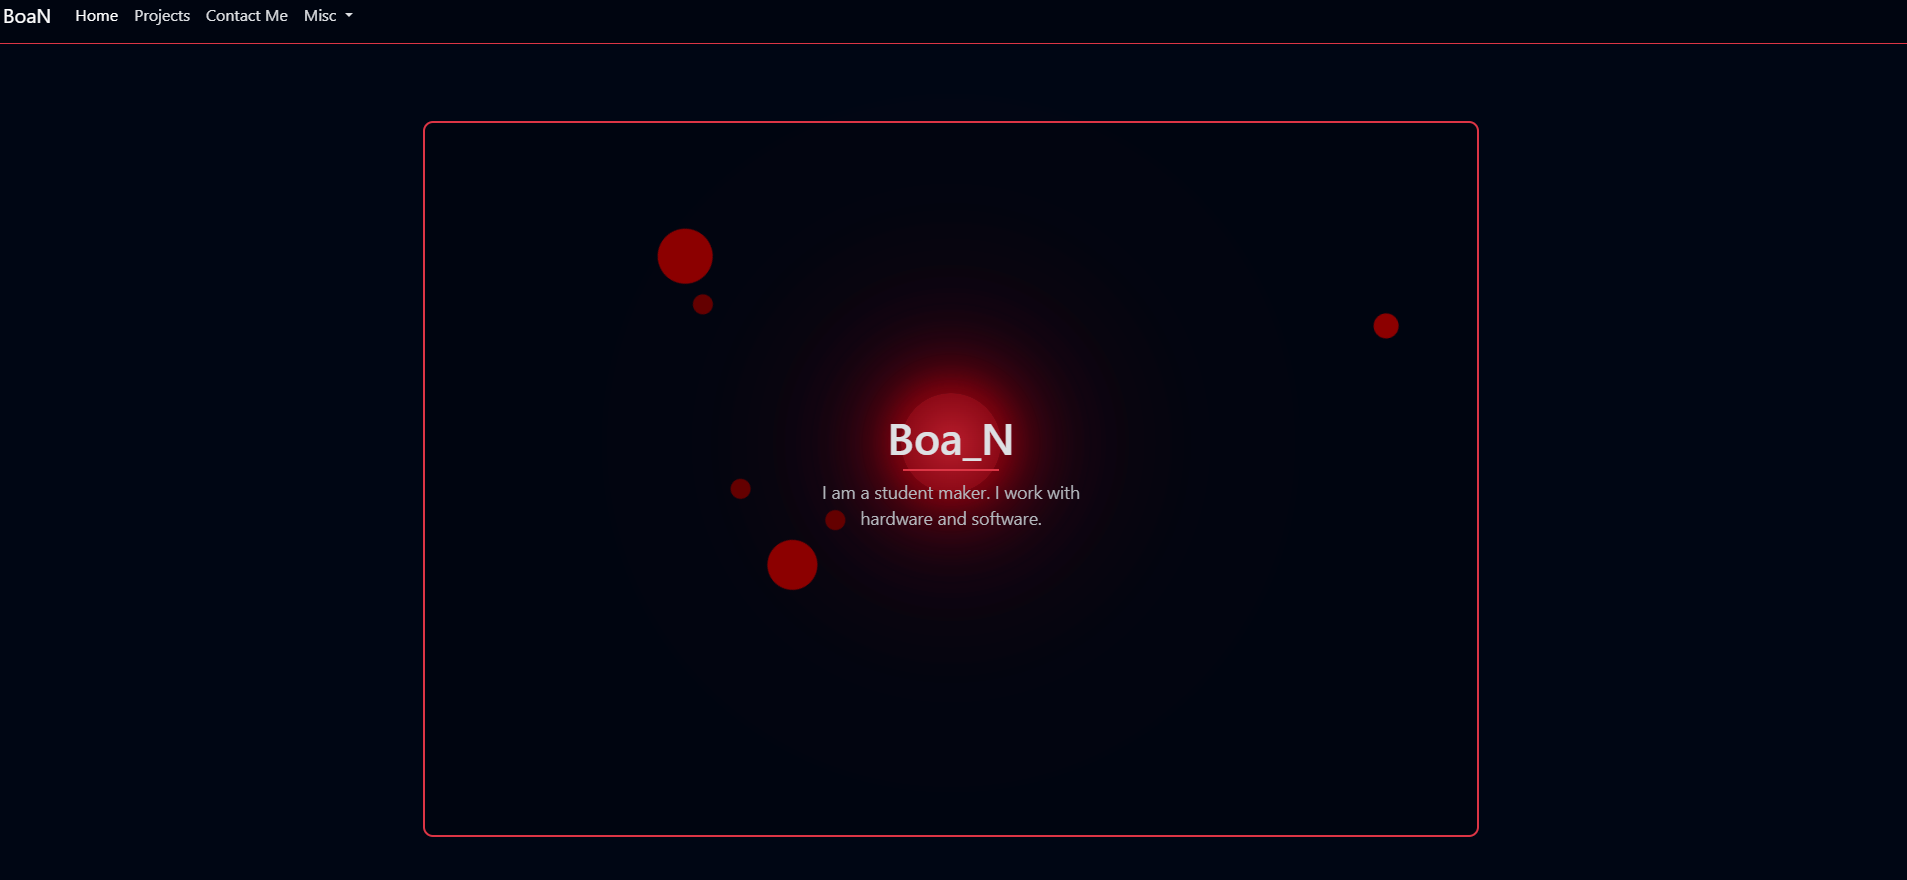 BoaN Home Projects Contact Me Misc
Boa_N
I am a student maker. I work with
hardware and software.